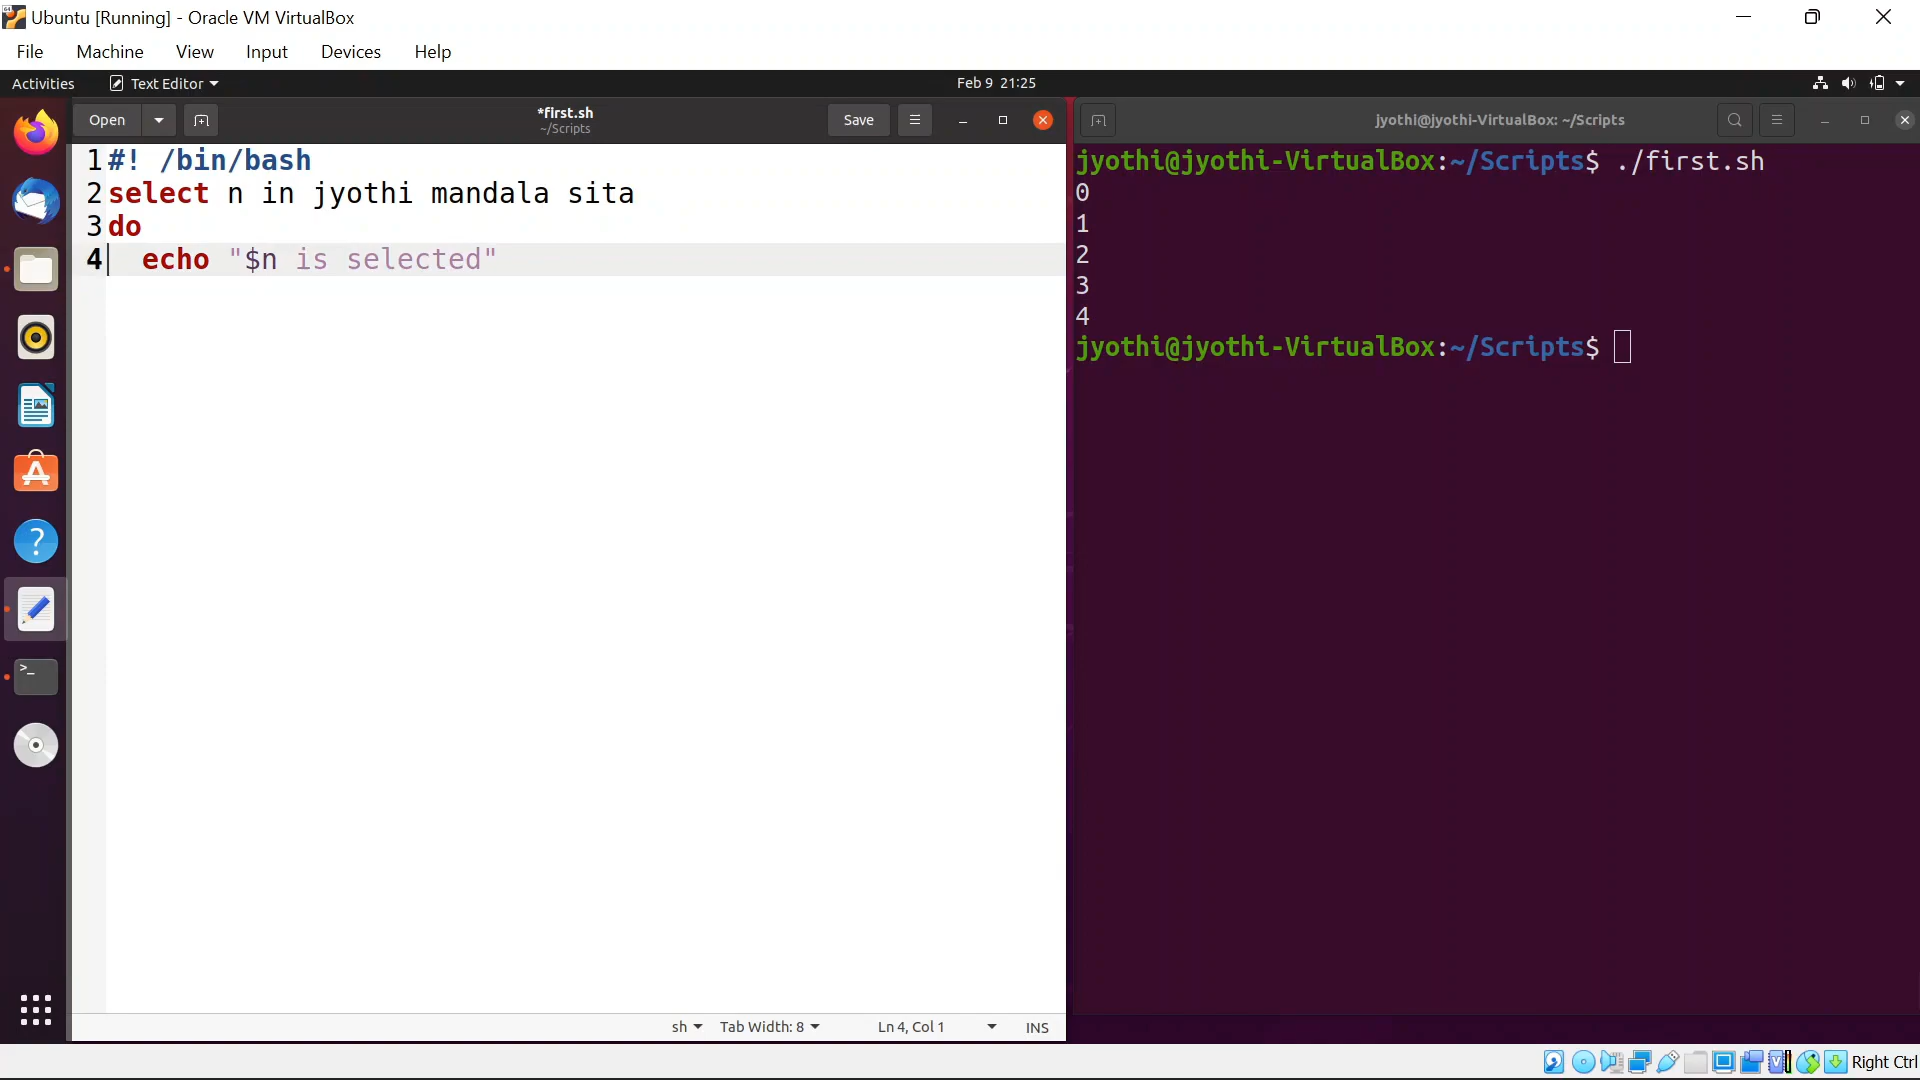 Ubuntu [Running] - Oracle VM VirtualBox
File Machine View Input Devices Help
Activities Text Editor Feb 9 21:25
Open *first.sh Save
~/Scripts
jyothi@jyothi-VirtualBox: ~/Scripts
1 #! /bin/bash
2 select n in jyothi mandala sita
3 do
4   echo "$n is selected"
jyothi@jyothi-VirtualBox:~/Scripts$ ./first.sh
0
1
2
3
4
jyothi@jyothi-VirtualBox:~/Scripts$
sh Tab Width: 8 Ln 4, Col 1 INS
Right Ctrl